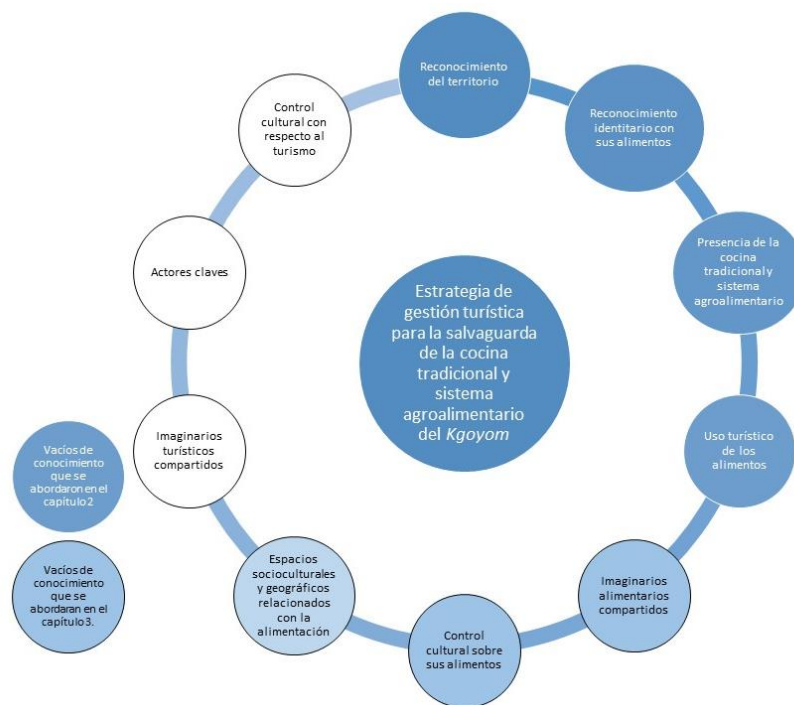 Reconocimiento
del territorio
Reconocimiento
identitario con
sus alimentos
Presencia de la
cocina
tradicional y
sistema
agroalimentario
Uso turístico
de los
alimentos
Imaginarios
alimentarios
compartidos
Control
cultural sobre
sus alimentos
Espacios
socioculturales
y geográficos
relacionados
con la
alimentación
Imaginarios
turísticos
compartidos
Actores claves
Control
cultural con
respecto al
turismo
Estrategia de
gestión turística
para la salvaguarda
de la cocina
tradicional y
sistema
agroalimentario
del Kgoyom
Vacíos de
conocimiento
que se
abordaron en el
capítulo 2
Vacíos de
conocimiento
que se
abordaran en el
capítulo 3.